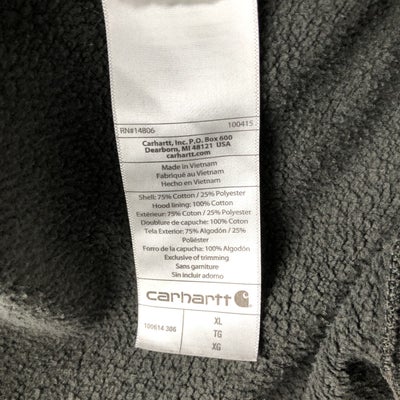 RN#14806 100415
Carhartt, Inc. P.O. Box 600
Dearborn, MI 48121 USA
carhartt.com
Made in Vietnam
Fabriqué au Vietnam
Hecho en Vietnam
Shell: 75% Cotton / 25% Polyester
Hood lining: 100% Cotton
Extérieur: 75% Coton / 25% Polyester
Doublure de capuche: 100% Coton
Tela Exterior: 75% Algodón / 25%
Poliéster
Forro de la capucha: 100% Algodón
Exclusive of trimming
Sans garniture
Sin incluir adorno
carhartt
100614 386
XL
TG
XG